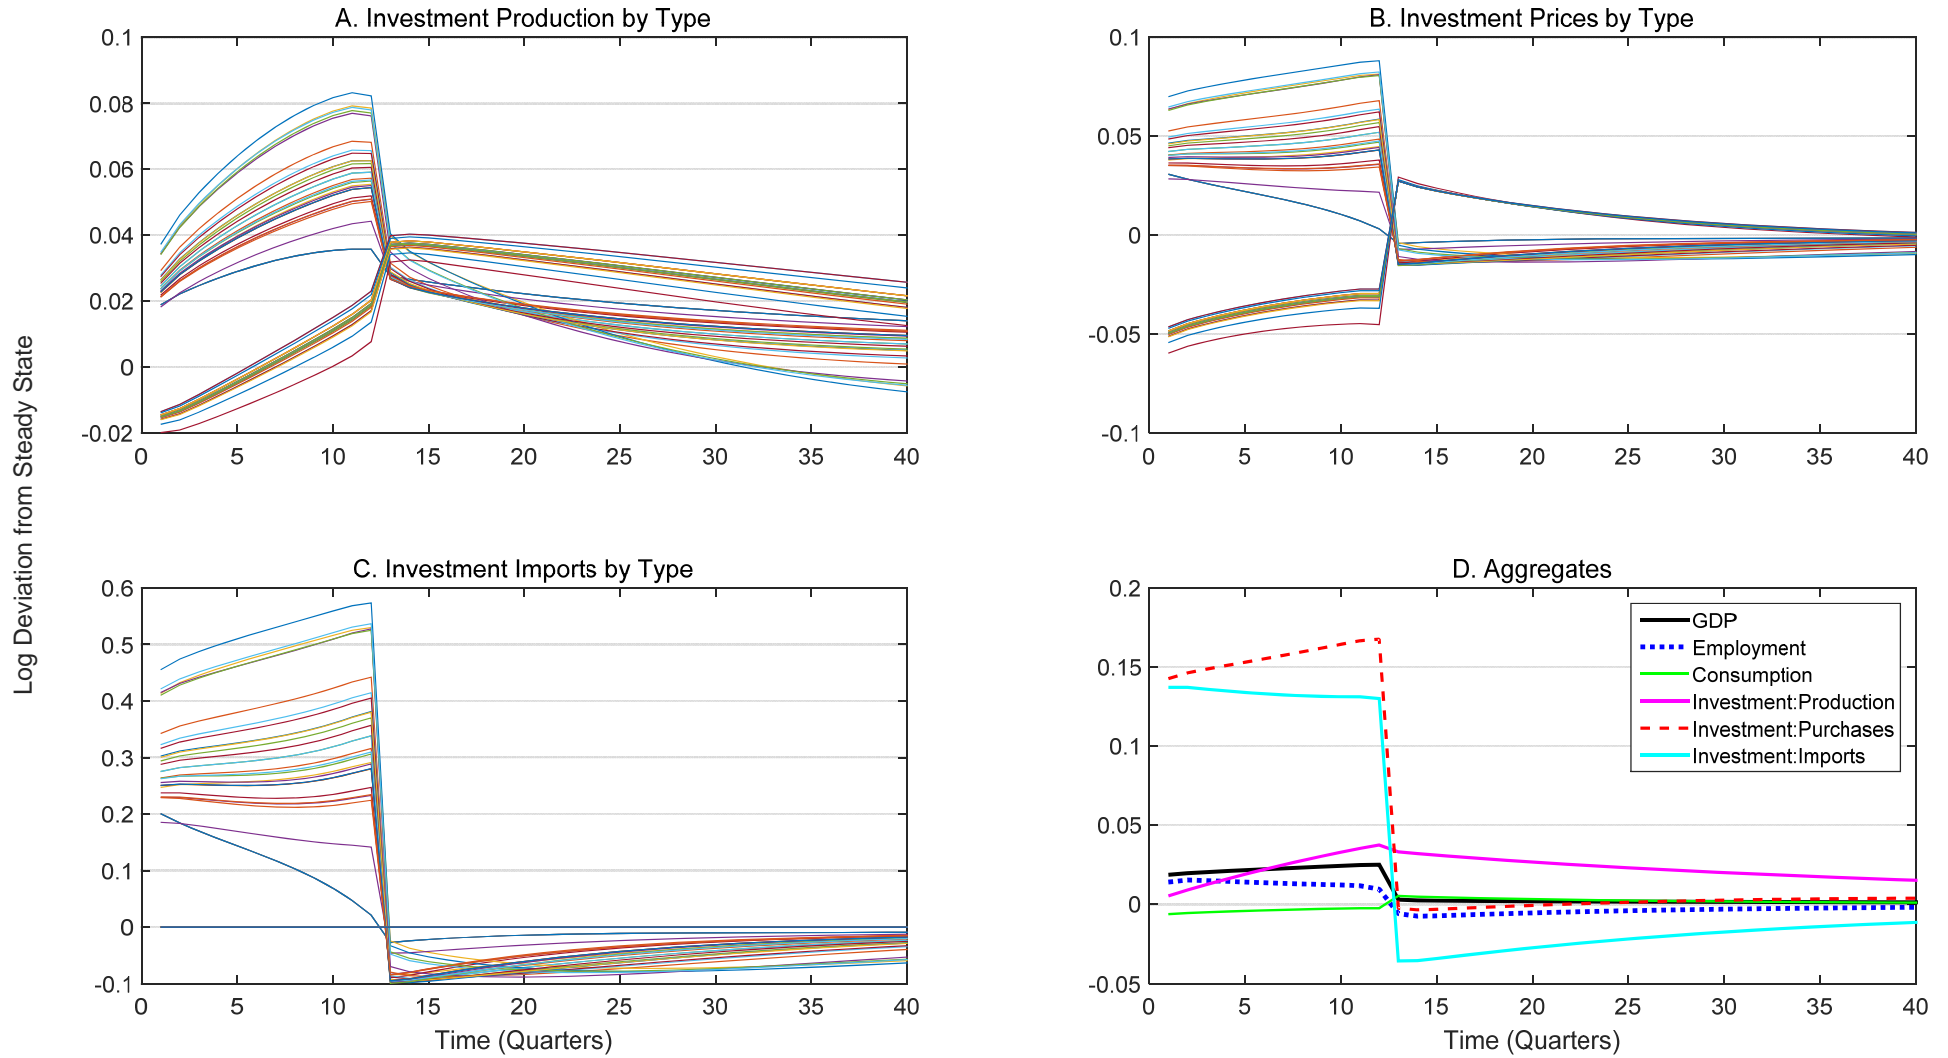 A. Investment Production by Type
0.1
0.08
0.06
0.04
0.02
0
-0.02
0 5 10 15 20 25 30 35 40
B. Investment Prices by Type
0.1
0.05
0
-0.05
-0.1
0 5 10 15 20 25 30 35 40
Log Deviation from Steady State
C. Investment Imports by Type
0.6
0.5
0.4
0.3
0.2
0.1
0
-0.1
0 5 10 15 20 25 30 35 40
Time (Quarters)
D. Aggregates
0.2
0.15
0.1
0.05
0
-0.05
GDP
Employment
Consumption
Investment:Production
Investment:Purchases
Investment:Imports
0 5 10 15 20 25 30 35 40
Time (Quarters)